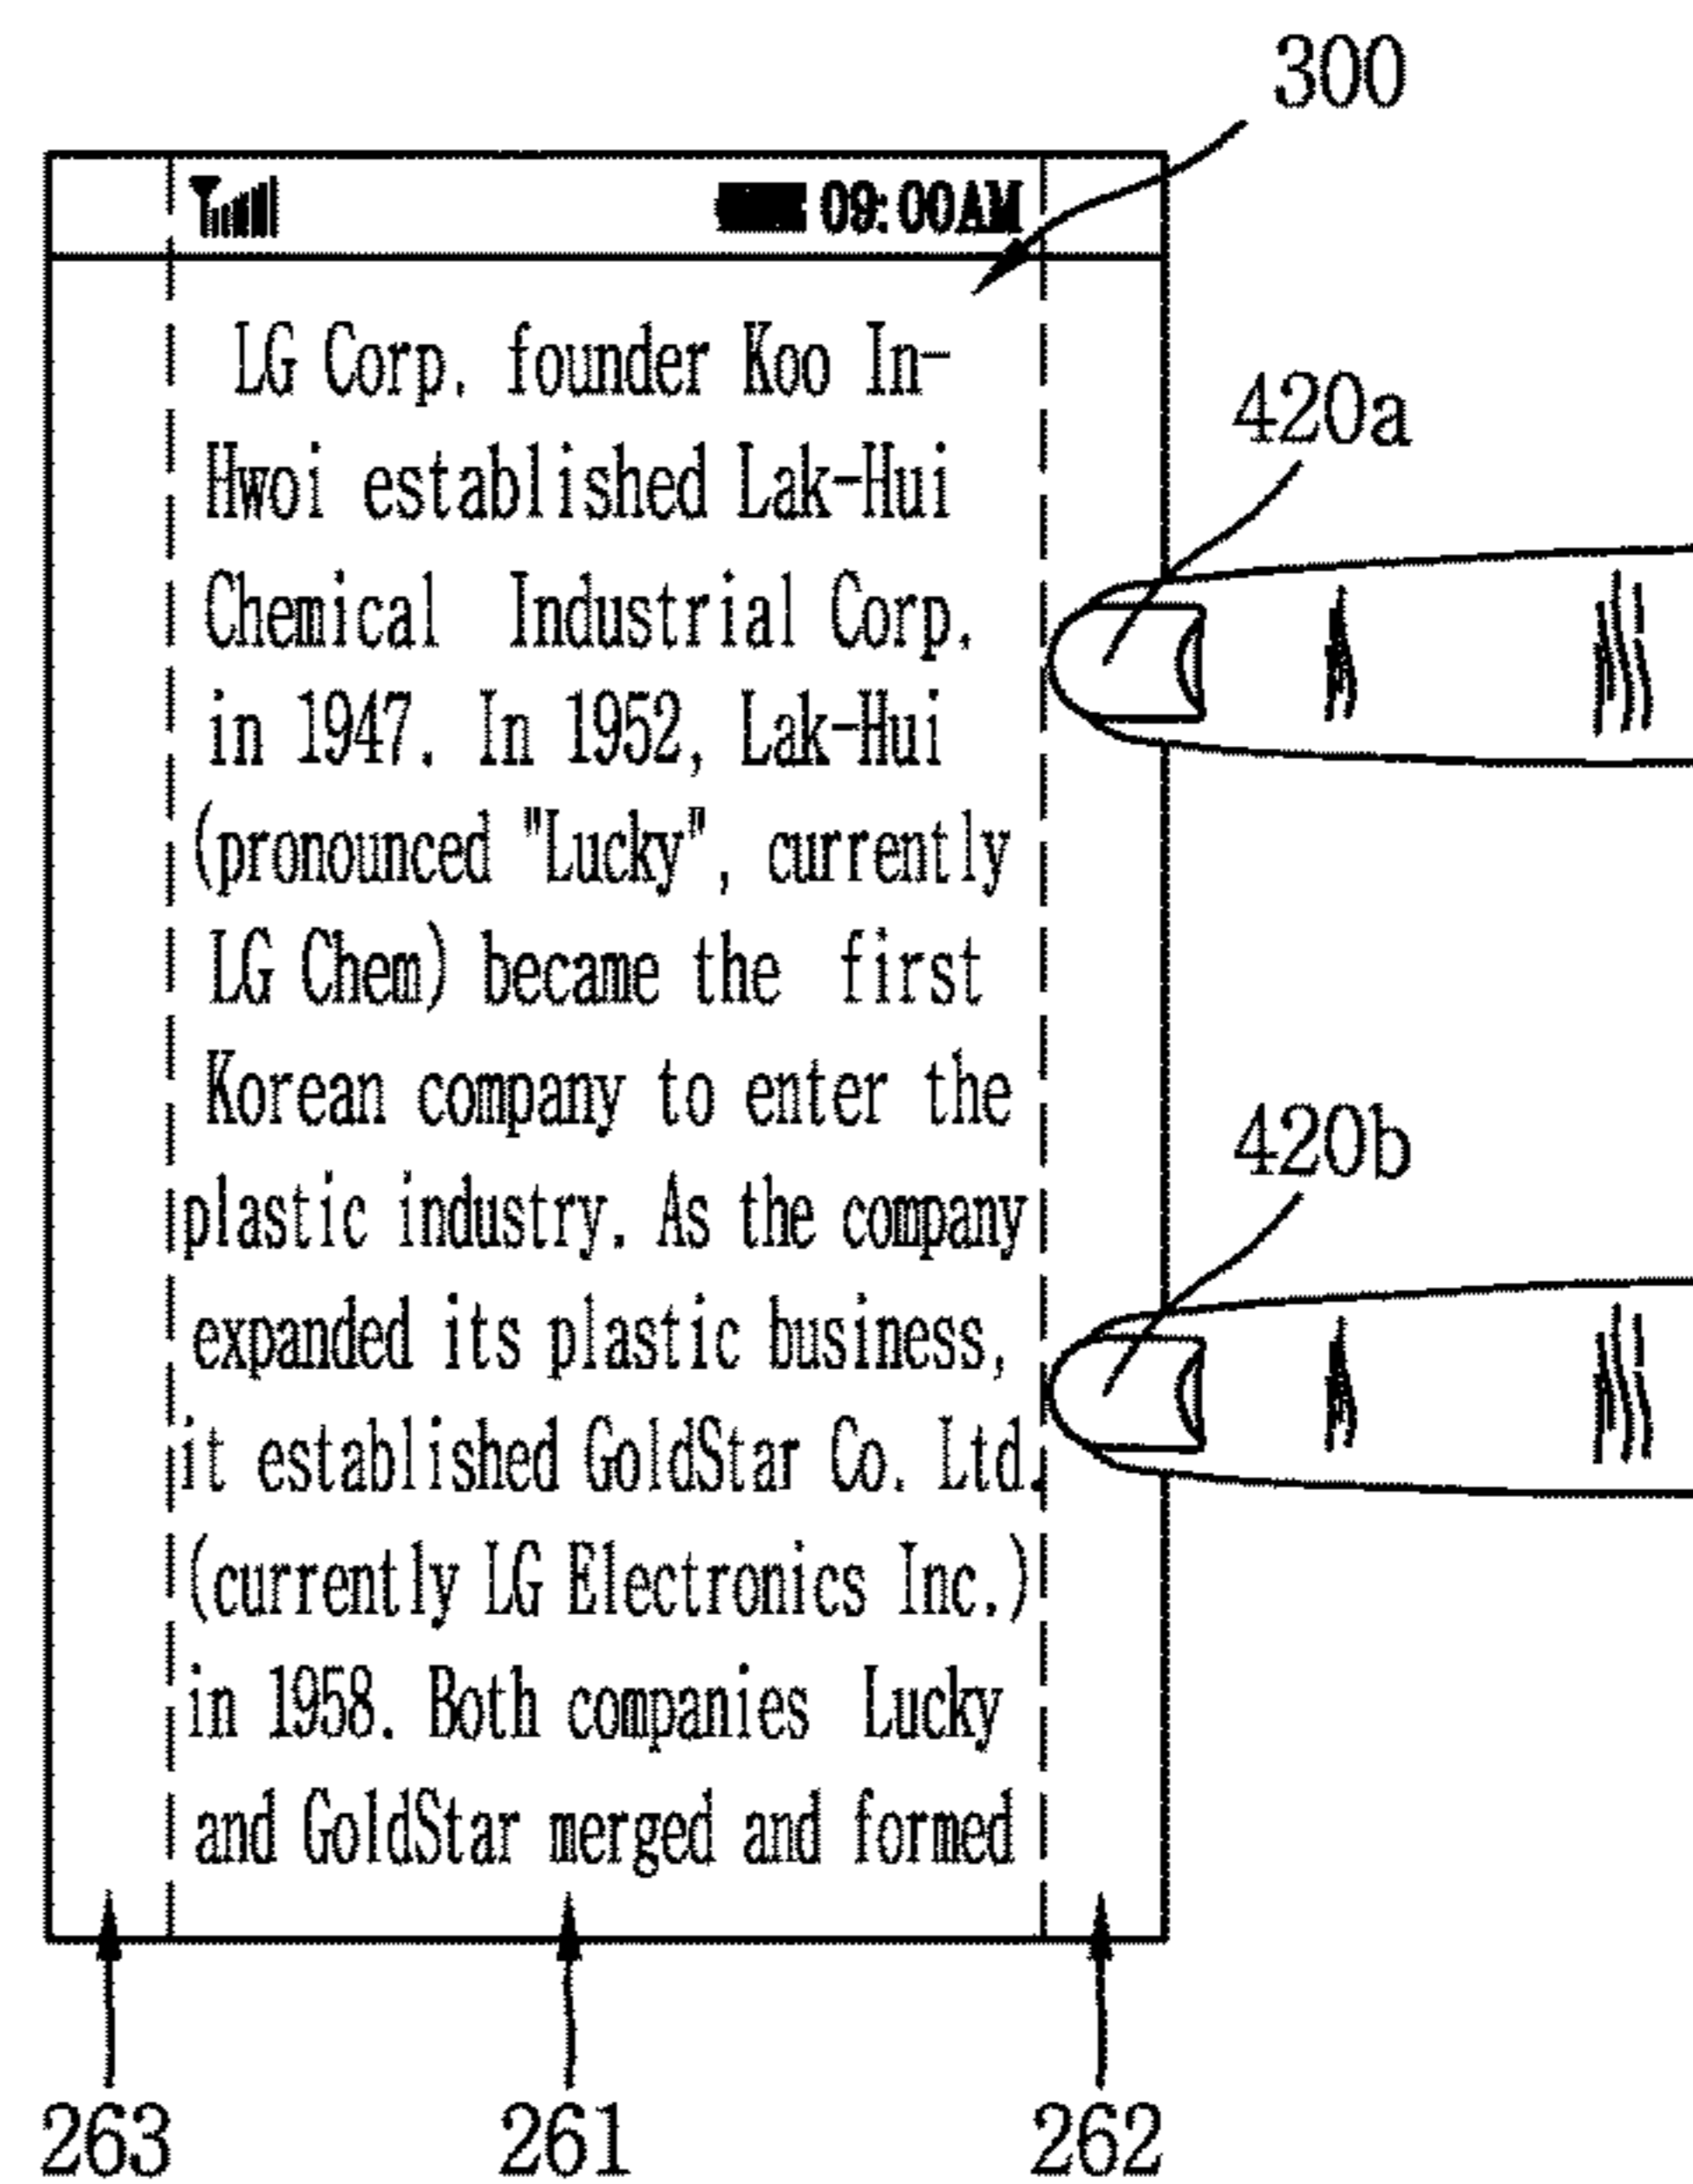 300
09:00AM
LG Corp. founder Koo In-
Hwoi established Lak-Hui
Chemical Industrial Corp.
in 1947. In 1952, Lak-Hui
(pronounced "Lucky", currently
LG Chem) became the first
Korean company to enter the
plastic industry. As the company
expanded its plastic business,
it established GoldStar Co. Ltd.
(currently LG Electronics Inc.)
in 1958. Both companies Lucky
and GoldStar merged and formed
420a
420b
263 261 262